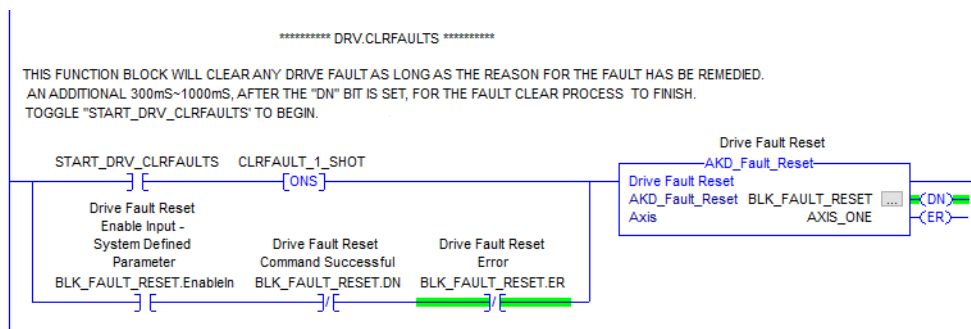 ********** DRV.CLRFAULTS **********
THIS FUNCTION BLOCK WILL CLEAR ANY DRIVE FAULT AS LONG AS THE REASON FOR THE FAULT HAS BE REMEDIED.
AN ADDITIONAL 300mS~1000mS, AFTER THE "DN" BIT IS SET, FOR THE FAULT CLEAR PROCESS TO FINISH.
TOGGLE "START_DRV_CLRFAULTS' TO BEGIN.
START_DRV_CLRFAULTS CLRFAULT_1_SHOT
ONS
Drive Fault Reset
AKD_Fault_Reset
Drive Fault Reset
AKD_Fault_Reset BLK_FAULT_RESET ... (DN)
Axis AXIS_ONE (ER)
Drive Fault Reset
Enable Input -
System Defined
Parameter
BLK_FAULT_RESET.EnableIn
Drive Fault Reset
Command Successful
BLK_FAULT_RESET.DN
Drive Fault Reset
Error
BLK_FAULT_RESET.ER